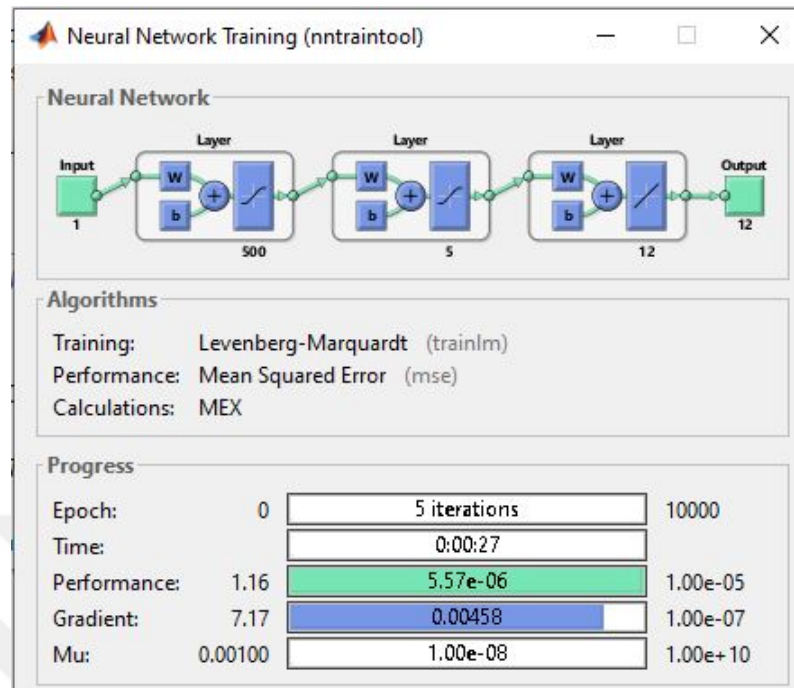 Neural Network Training (nntraintool)
Neural Network
Layer Layer Layer
Input Output
W W W
b b b
1 12
500 5 12
Algorithms
Training: Levenberg-Marquardt (trainlm)
Performance: Mean Squared Error (mse)
Calculations: MEX
Progress
Epoch: 0 5 iterations 10000
Time: 0:00:27
Performance: 1.16 5.57e-06 1.00e-05
Gradient: 7.17 0.00458 1.00e-07
Mu: 0.00100 1.00e-08 1.00e+10